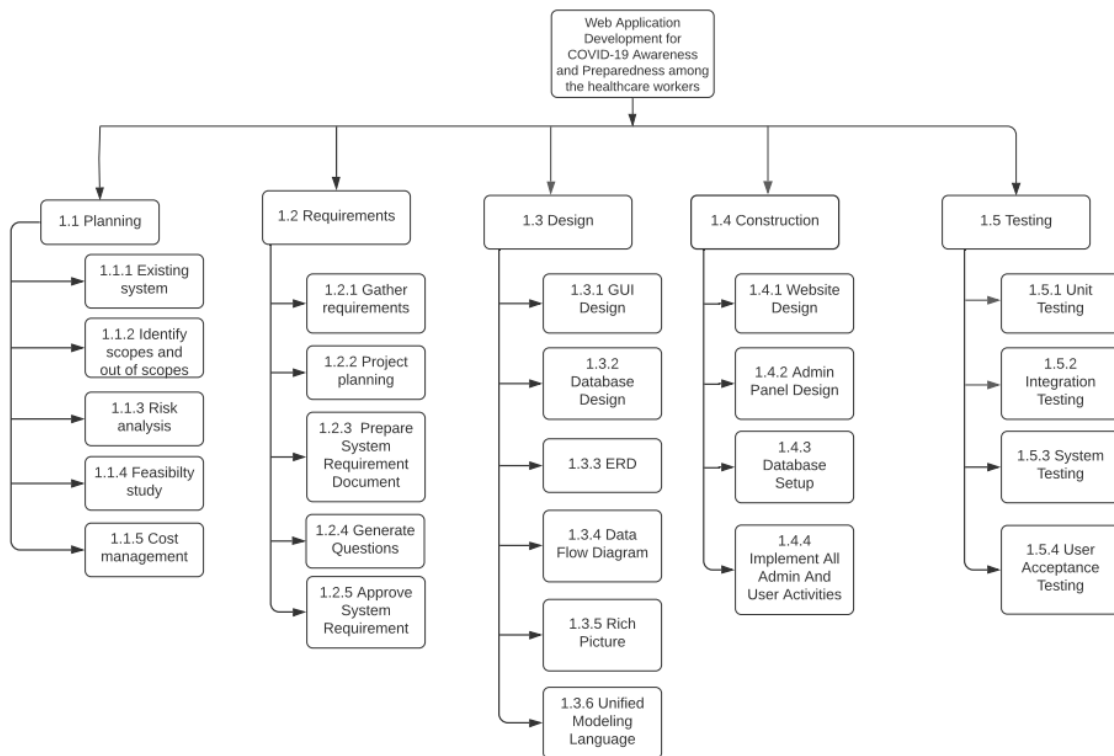 Web Application
Development for
COVID-19 Awareness
and Preparedness among
the healthcare workers
1.1 Planning
1.1.1 Existing
system
1.1.2 Identify
scopes and
out of scopes
1.1.3 Risk
analysis
1.1.4 Feasibilty
study
1.1.5 Cost
management
1.2 Requirements
1.2.1 Gather
requirements
1.2.2 Project
planning
1.2.3 Prepare
System
Requirement
Document
1.2.4 Generate
Questions
1.2.5 Approve
System
Requirement
1.3 Design
1.3.1 GUI
Design
1.3.2
Database
Design
1.3.3 ERD
1.3.4 Data
Flow Diagram
1.3.5 Rich
Picture
1.3.6 Unified
Modeling
Language
1.4 Construction
1.4.1 Website
Design
1.4.2 Admin
Panel Design
1.4.3
Database
Setup
1.4.4
Implement All
Admin And
User Activities
1.5 Testing
1.5.1 Unit
Testing
1.5.2
Integration
Testing
1.5.3 System
Testing
1.5.4 User
Acceptance
Testing